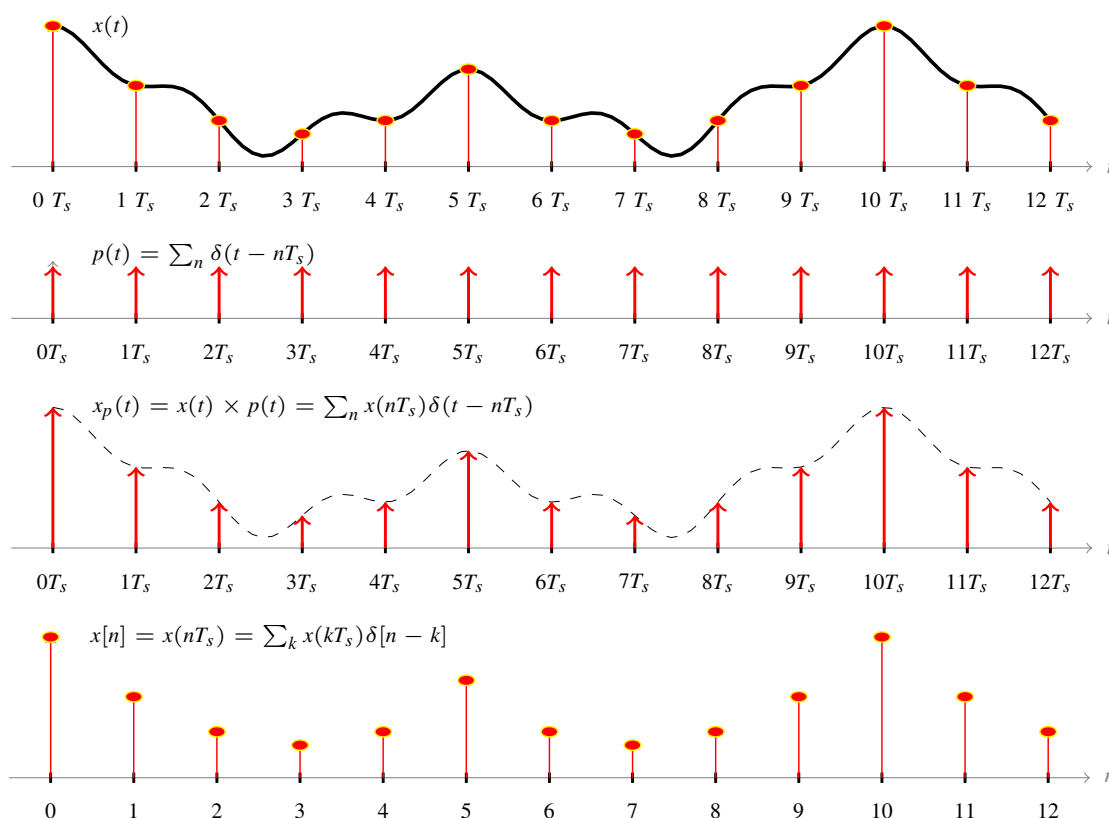 x(t)
0 T_s 1 T_s 2 T_s 3 T_s 4 T_s 5 T_s 6 T_s 7 T_s 8 T_s 9 T_s 10 T_s 11 T_s 12 T_s
p(t) = ∑_n δ(t − nT_s)
0T_s 1T_s 2T_s 3T_s 4T_s 5T_s 6T_s 7T_s 8T_s 9T_s 10T_s 11T_s 12T_s
x_p(t) = x(t) × p(t) = ∑_n x(nT_s)δ(t − nT_s)
0T_s 1T_s 2T_s 3T_s 4T_s 5T_s 6T_s 7T_s 8T_s 9T_s 10T_s 11T_s 12T_s
x[n] = x(nT_s) = ∑_k x(kT_s)δ[n − k]
0 1 2 3 4 5 6 7 8 9 10 11 12